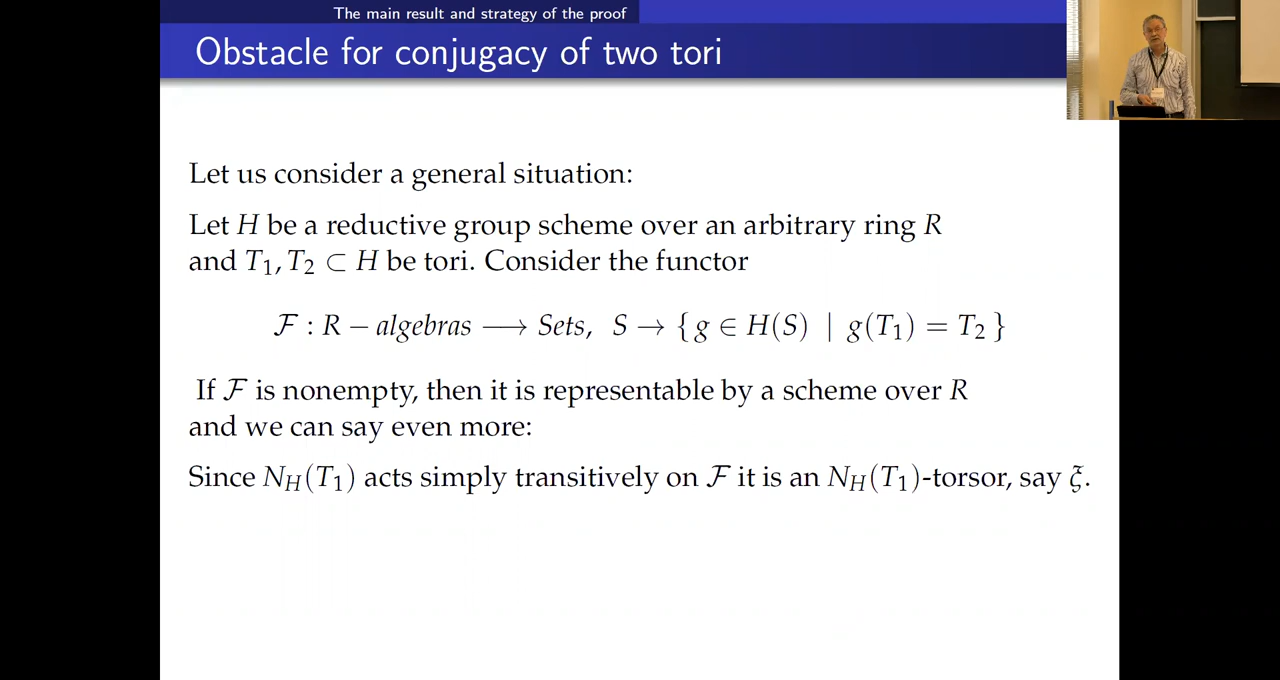 The main result and strategy of the proof
Obstacle for conjugacy of two tori
Let us consider a general situation:
Let H be a reductive group scheme over an arbitrary ring R
and T₁, T₂ ⊂ H be tori. Consider the functor
ℱ : R − algebras ⟶ Sets, S → { g ∈ H(S) | g(T₁) = T₂ }
If ℱ is nonempty, then it is representable by a scheme over R
and we can say even more:
Since N_H(T₁) acts simply transitively on ℱ it is an N_H(T₁)-torsor, say ξ.